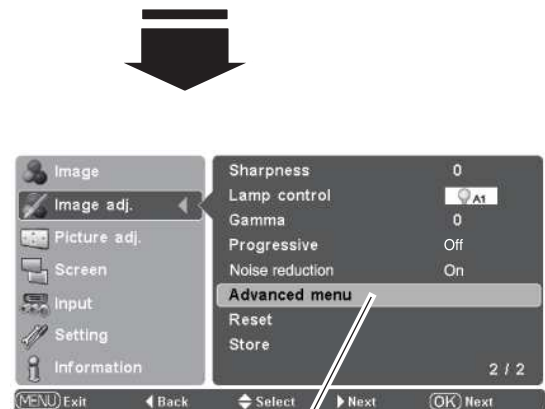 Image
Image adj.
Picture adj.
Screen
Input
Setting
Information
Sharpness 0
Lamp control A1
Gamma 0
Progressive Off
Noise reduction On
Advanced menu
Reset
Store
2 / 2
MENU Exit Back Select Next OK Next